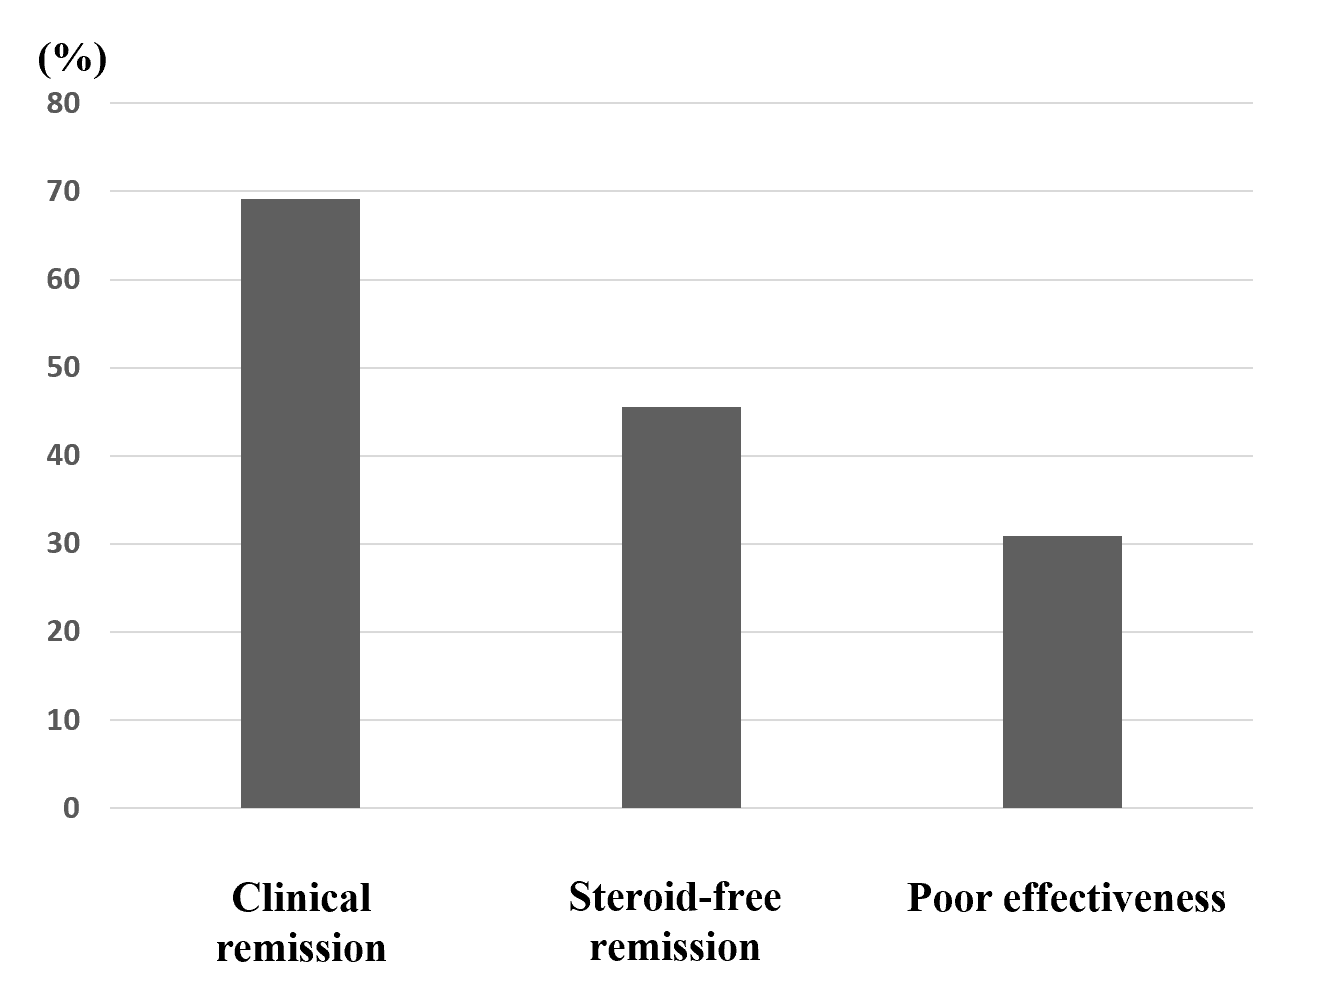 (%)
80
70
60
50
40
30
20
10
0
Clinical
remission
Steroid-free
remission
Poor effectiveness